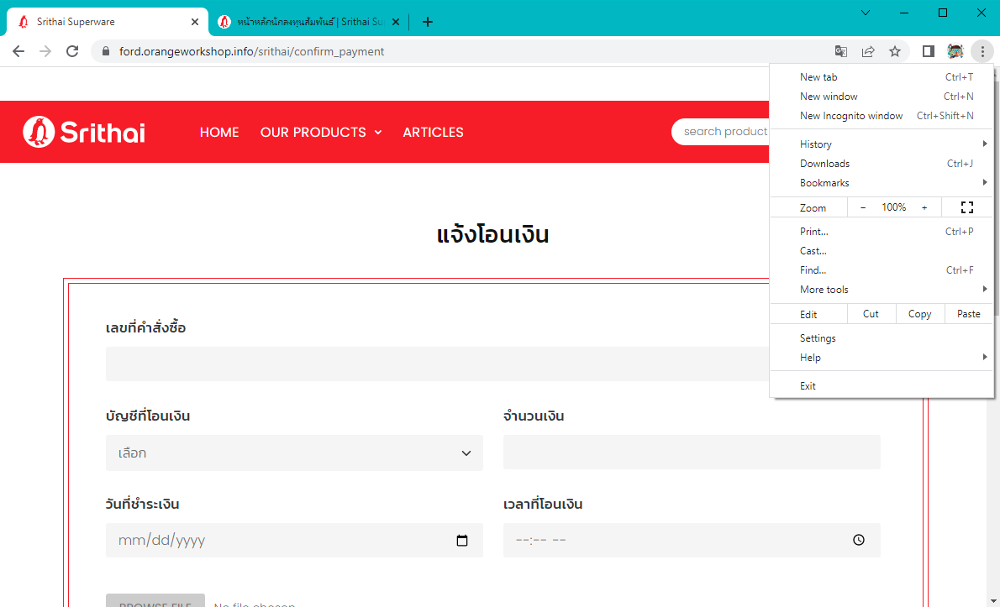 Srithai Superware
หน้าหลักนักลงทุนสัมพันธ์ | Srithai Su
ford.orangeworkshop.info/srithai/confirm_payment
New tab Ctrl+T
New window Ctrl+N
New Incognito window Ctrl+Shift+N
History
Downloads Ctrl+J
Bookmarks
Zoom - 100% +
Print... Ctrl+P
Cast...
Find... Ctrl+F
More tools
Edit Cut Copy Paste
Settings
Help
Exit
Srithai HOME OUR PRODUCTS ARTICLES search product
แจ้งโอนเงิน
เลขที่คำสั่งซื้อ
บัญชีที่โอนเงิน จำนวนเงิน
เลือก
วันที่ชำระเงิน เวลาที่โอนเงิน
mm/dd/yyyy --:-- --
BROWSE FILE No file chosen